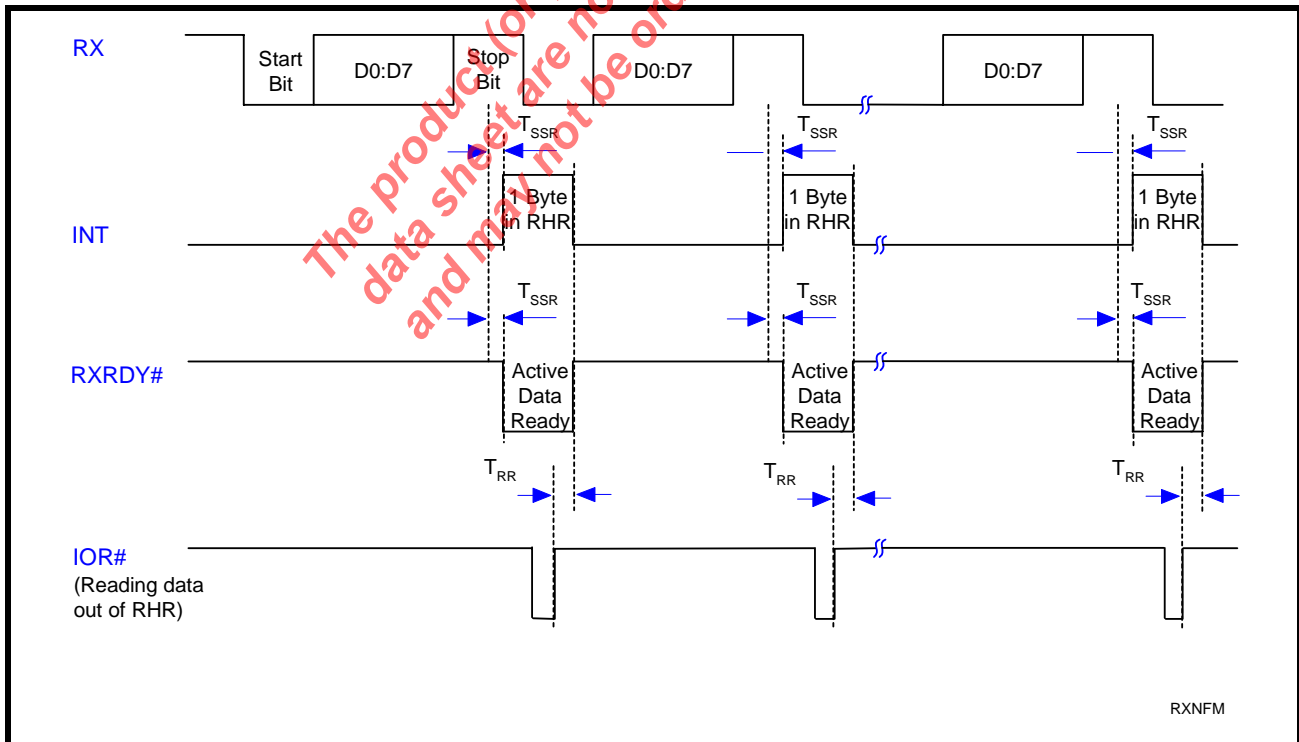 The product (or
data sheet are no
and may not be ord
RX
Start
Bit
D0:D7
Stop
Bit
D0:D7
D0:D7
TSSR
TSSR
TSSR
INT
1 Byte
in RHR
1 Byte
in RHR
1 Byte
in RHR
TSSR
TSSR
TSSR
RXRDY#
Active
Data
Ready
Active
Data
Ready
Active
Data
Ready
TRR
TRR
TRR
IOR#
(Reading data
out of RHR)
RXNFM